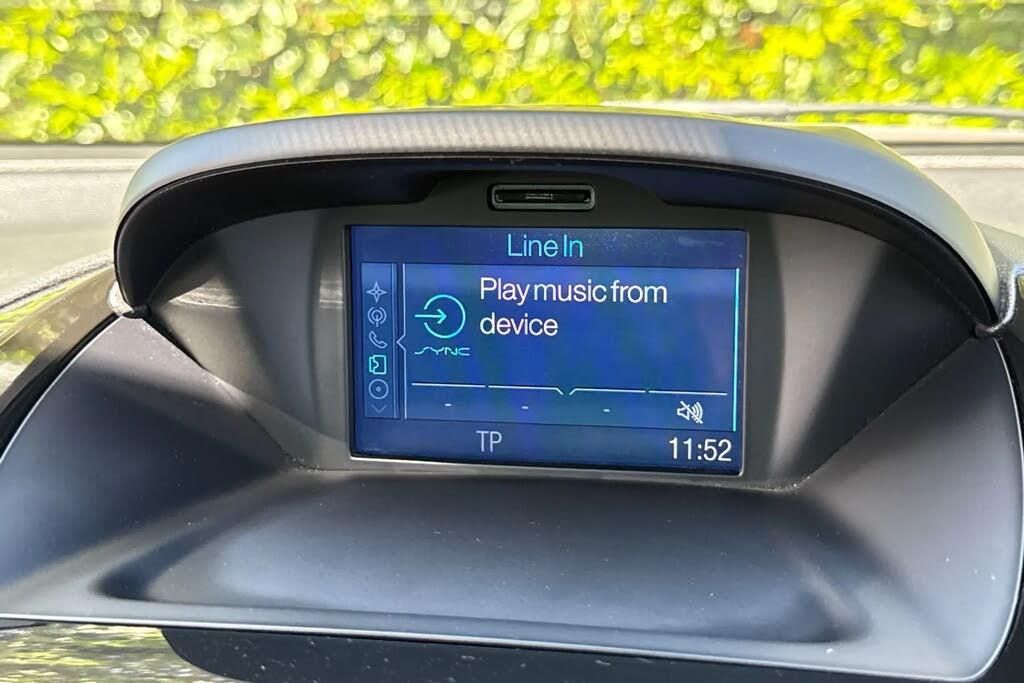 Line In
Play music from
device
SYNC
- - -
TP
11:52